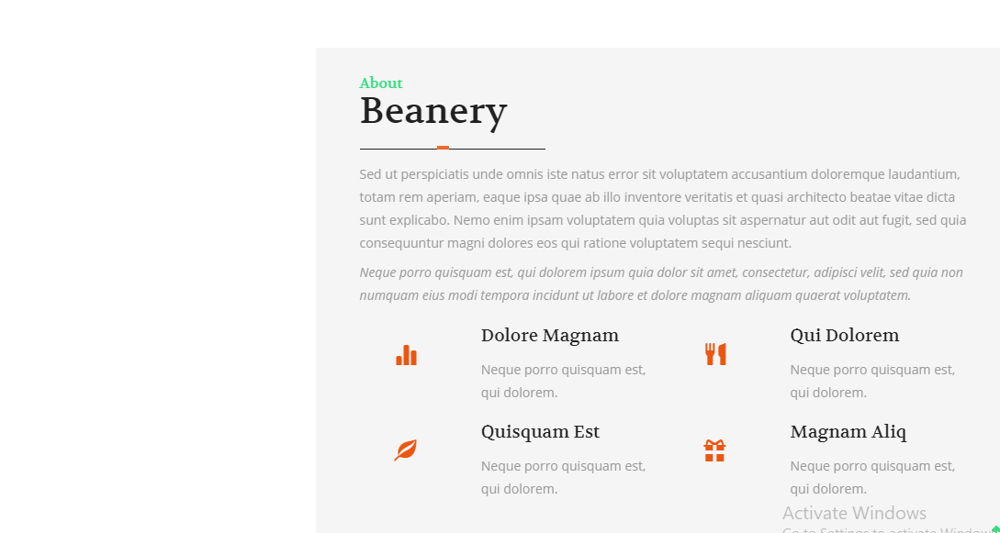 About
Beanery
Sed ut perspiciatis unde omnis iste natus error sit voluptatem accusantium doloremque laudantium,
totam rem aperiam, eaque ipsa quae ab illo inventore veritatis et quasi architecto beatae vitae dicta
sunt explicabo. Nemo enim ipsam voluptatem quia voluptas sit aspernatur aut odit aut fugit, sed quia
consequuntur magni dolores eos qui ratione voluptatem sequi nesciunt.
Neque porro quisquam est, qui dolorem ipsum quia dolor sit amet, consectetur, adipisci velit, sed quia non
numquam eius modi tempora incidunt ut labore et dolore magnam aliquam quaerat voluptatem.
Dolore Magnam
Neque porro quisquam est,
qui dolorem.
Qui Dolorem
Neque porro quisquam est,
qui dolorem.
Quisquam Est
Neque porro quisquam est,
qui dolorem.
Magnam Aliq
Neque porro quisquam est,
qui dolorem.
Activate Windows
Go to Settings to activate